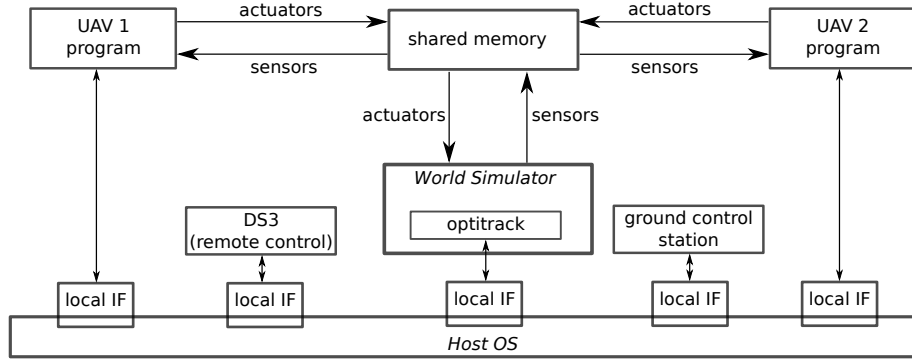 UAV 1
program
actuators
sensors
shared memory
actuators
sensors
UAV 2
program
actuators
sensors
World Simulator
optitrack
DS3
(remote control)
ground control
station
local IF
local IF
local IF
local IF
local IF
Host OS